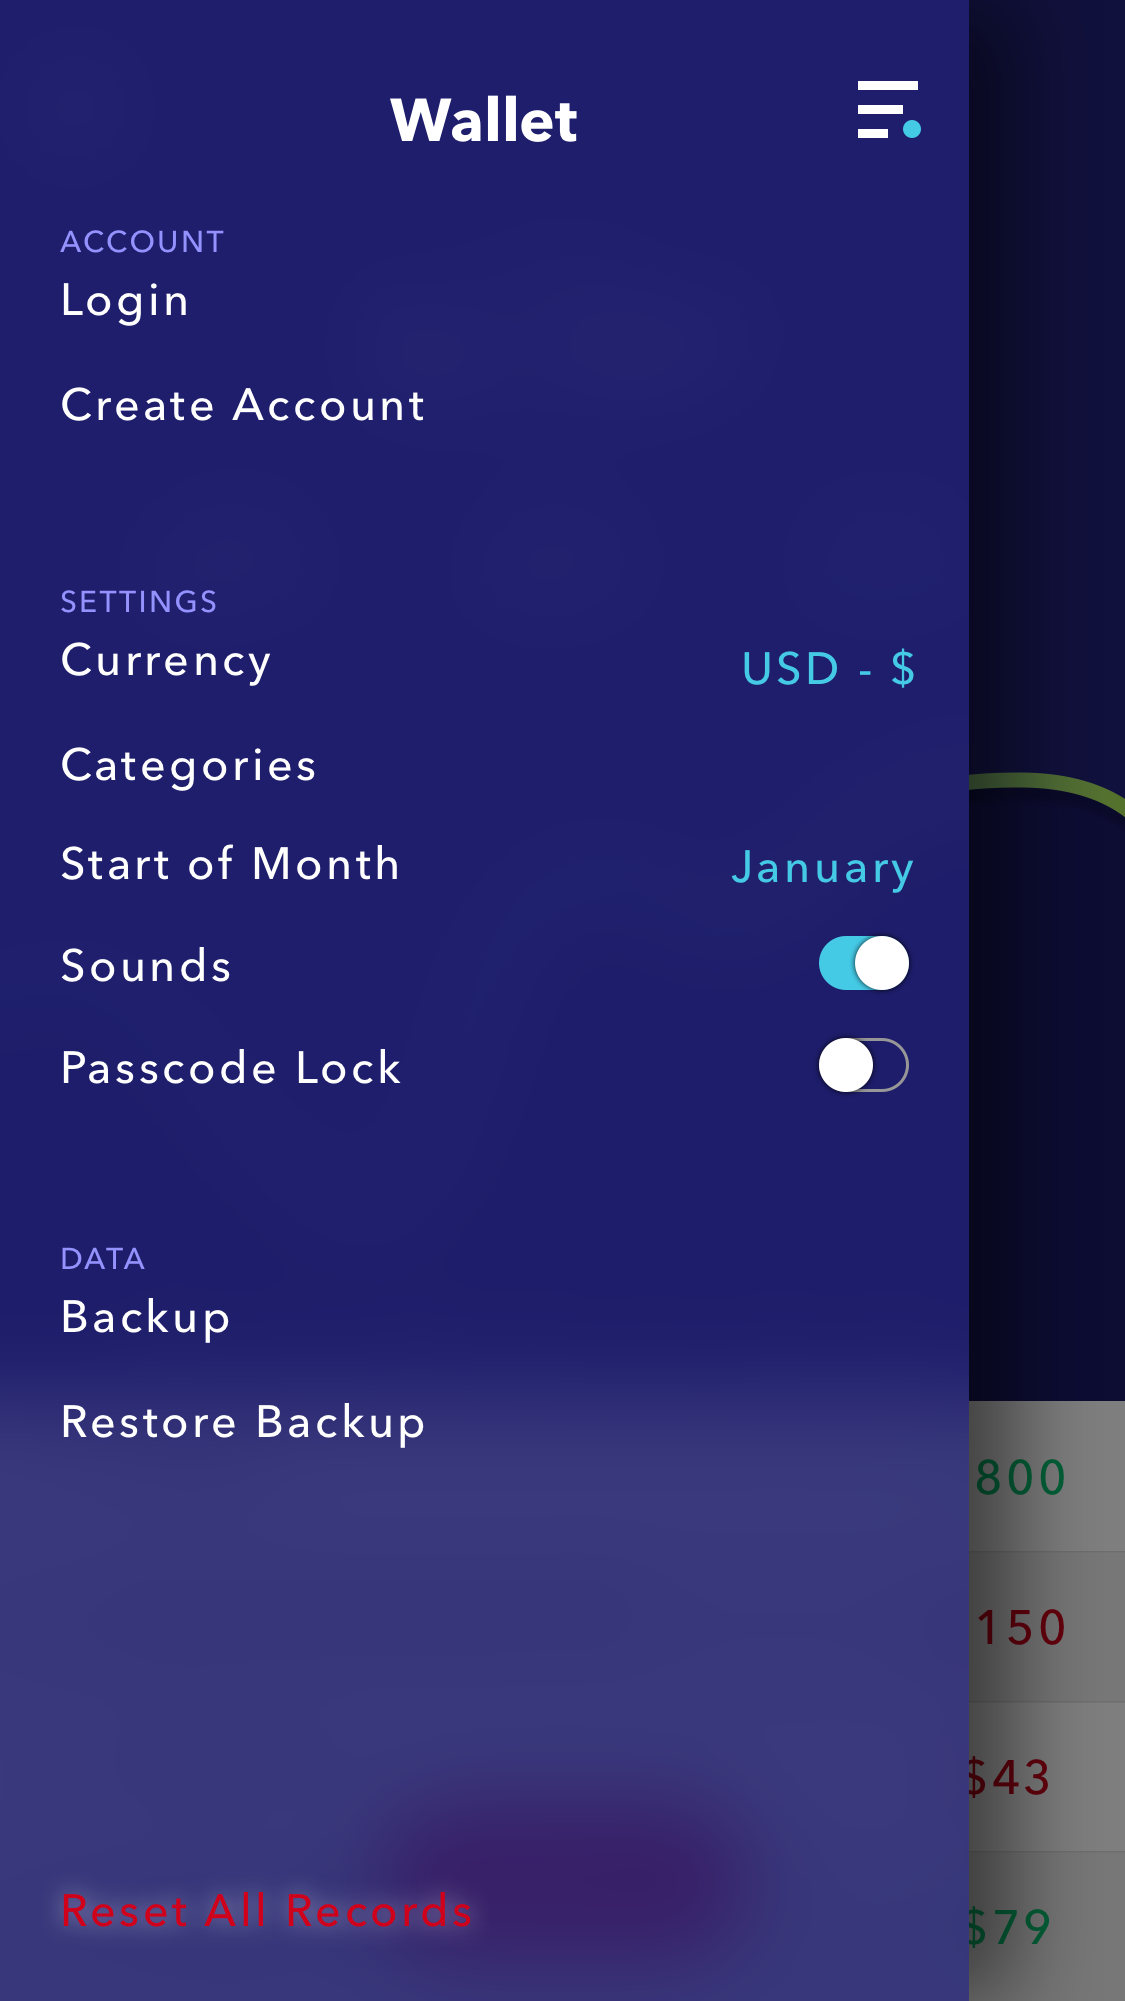 Wallet
ACCOUNT
Login
Create Account
SETTINGS
Currency
USD - $
Categories
Start of Month
January
Sounds
Passcode Lock
DATA
Backup
Restore Backup
800
150
$43
Reset All Records
$79